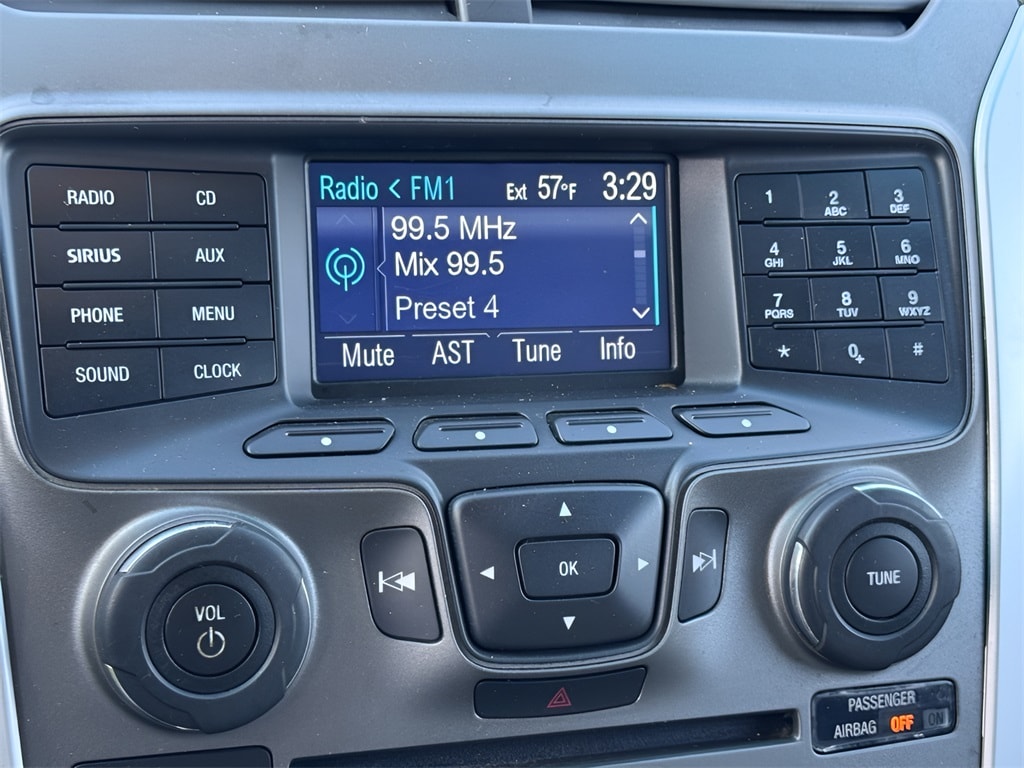 RADIO CD
SIRIUS AUX
PHONE MENU
SOUND CLOCK
Radio < FM1 Ext 57°F 3:29
99.5 MHz
Mix 99.5
Preset 4
Mute AST Tune Info
1 2 ABC 3 DEF
4 GHI 5 JKL 6 MNO
7 PQRS 8 TUV 9 WXYZ
* 0+ #
VOL
OK
TUNE
PASSENGER
AIRBAG OFF ON